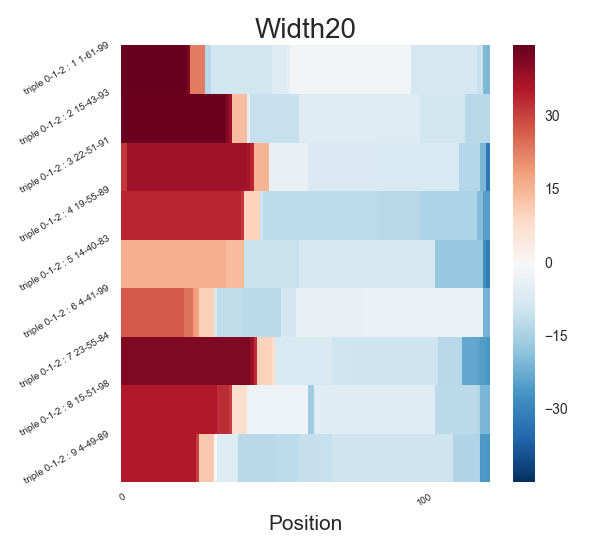 Width20
triple 0-1-2 : 1 1-61-99
triple 0-1-2 : 2 15-43-93
triple 0-1-2 : 3 22-51-91
triple 0-1-2 : 4 19-55-89
triple 0-1-2 : 5 14-40-83
triple 0-1-2 : 6 4-41-99
triple 0-1-2 : 7 23-55-84
triple 0-1-2 : 8 15-51-98
triple 0-1-2 : 9 4-49-89
30
15
0
−15
−30
0
100
Position